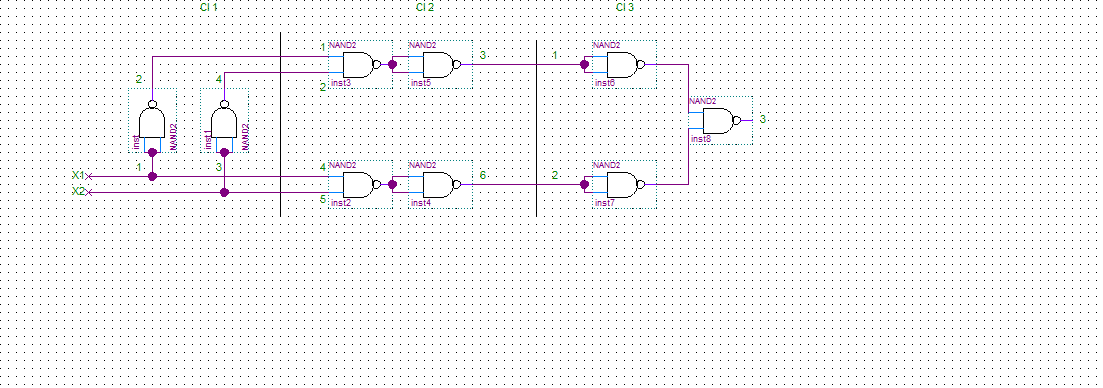 CI 1
CI 2
CI 3
1
NAND2
NAND2
3
1
NAND2
2
inst3
inst5
inst6
2
4
NAND2
3
inst8
inst
NAND2
inst1
NAND2
1
3
X1
X2
4
NAND2
NAND2
6
2
NAND2
5
inst2
inst4
inst7